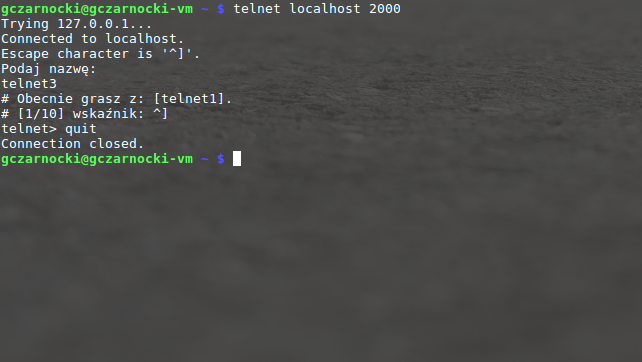 gczarnocki@gczarnocki-vm ~ $ telnet localhost 2000
Trying 127.0.0.1...
Connected to localhost.
Escape character is '^]'.
Podaj nazwę:
telnet3
# Obecnie grasz z: [telnet1].
# [1/10] wskaźnik: ^]
telnet> quit
Connection closed.
gczarnocki@gczarnocki-vm ~ $